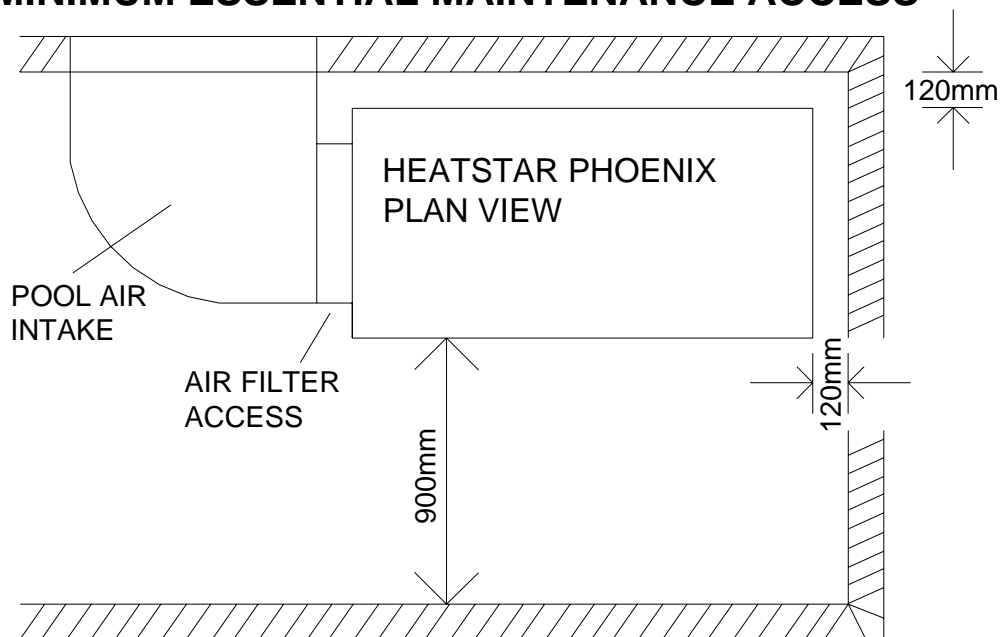 MINIMUM ESSENTIAL MAINTENANCE ACCESS
120mm
HEATSTAR PHOENIX
PLAN VIEW
POOL AIR
INTAKE
AIR FILTER
ACCESS
120mm
900mm